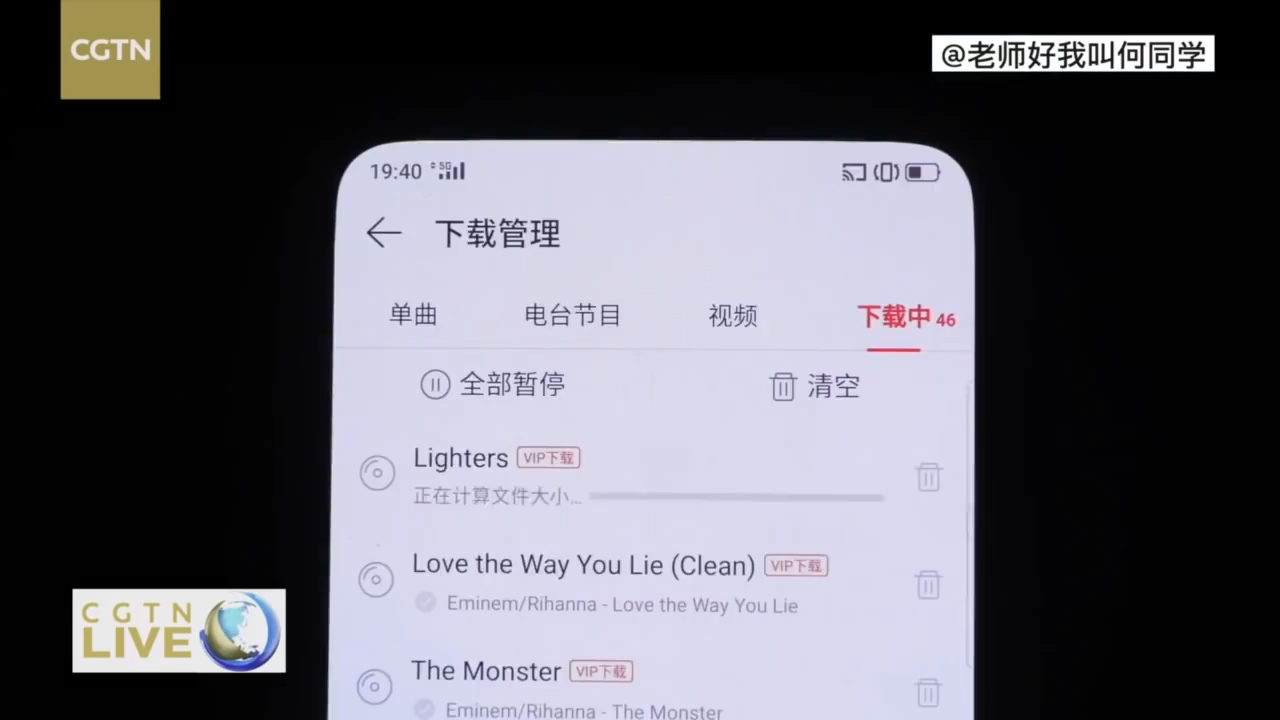 CGTN
@老师好我叫何同学
19:40 5G
下载管理
单曲 电台节目 视频 下载中 46
全部暂停 清空
Lighters VIP下载
正在计算文件大小...
Love the Way You Lie (Clean) VIP下载
Eminem/Rihanna - Love the Way You Lie
The Monster VIP下载
Eminem/Rihanna - The Monster
CGTN
LIVE